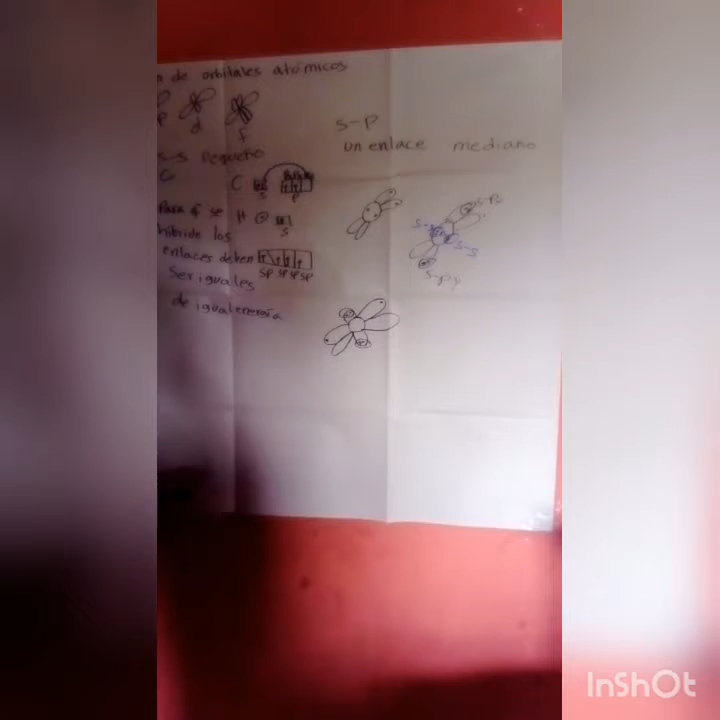 n de orbitales atómicos
p d f
s-p
un enlace mediano
s-s Pequeño
C C
s p
Para q se H
s
hibride los
enlaces deben
sp sp sp sp
Ser iguales
de igual energía
s-s
s-py
InShOt